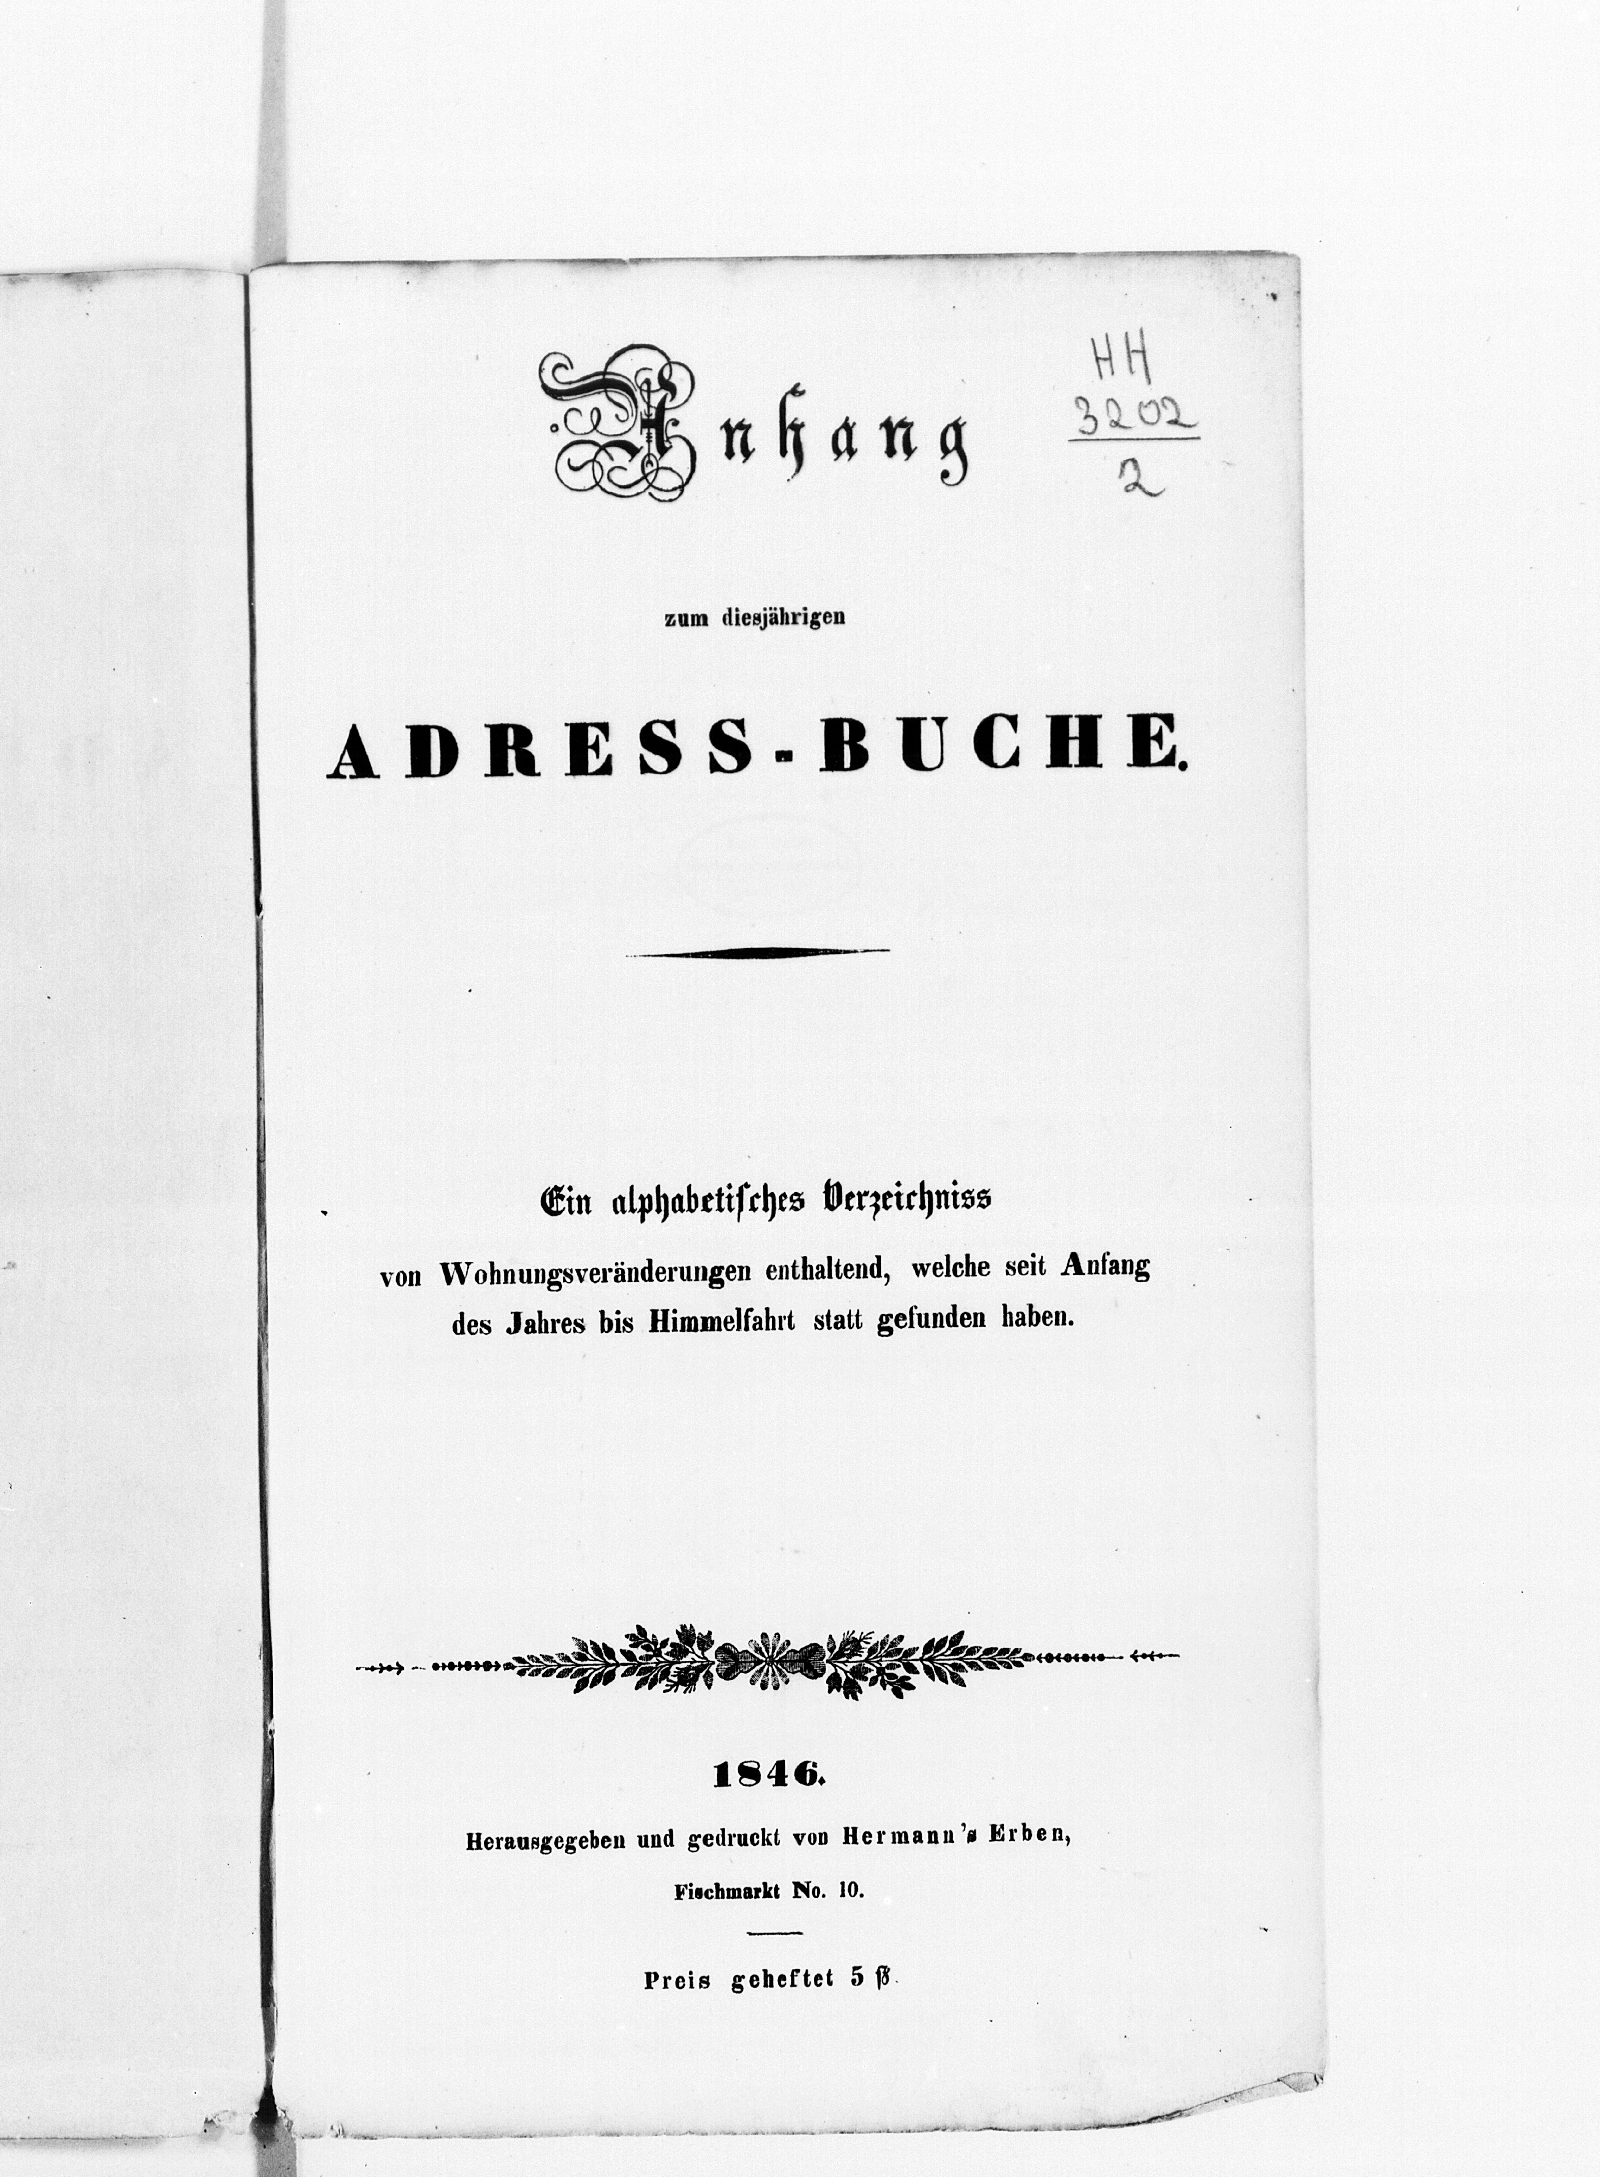 Anhang
HH
3202
2
zum diesjährigen
ADRESS-BUCHE.
Ein alphabetisches Verzeichniss
von Wohnungsveränderungen enthaltend, welche seit Anfang
des Jahres bis Himmelfahrt statt gefunden haben.
1846.
Herausgegeben und gedruckt von Hermann's Erben,
Fischmarkt No. 10.
Preis geheftet 5 ß.